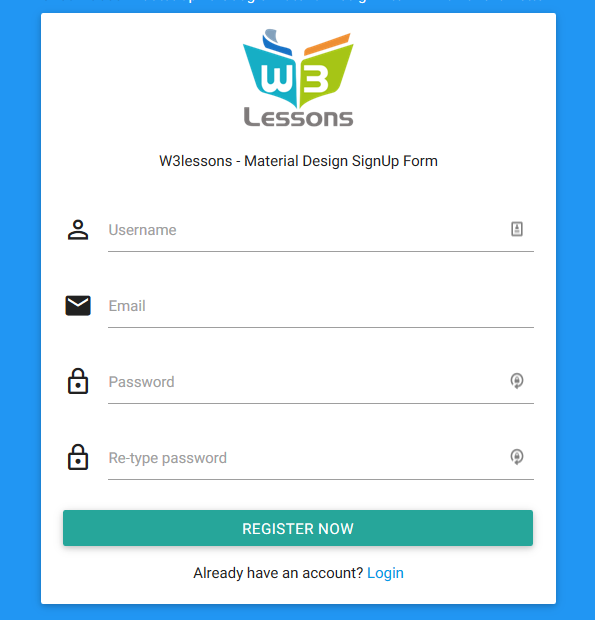 W3
Lessons
W3lessons - Material Design SignUp Form
Username
Email
Password
Re-type password
REGISTER NOW
Already have an account? Login